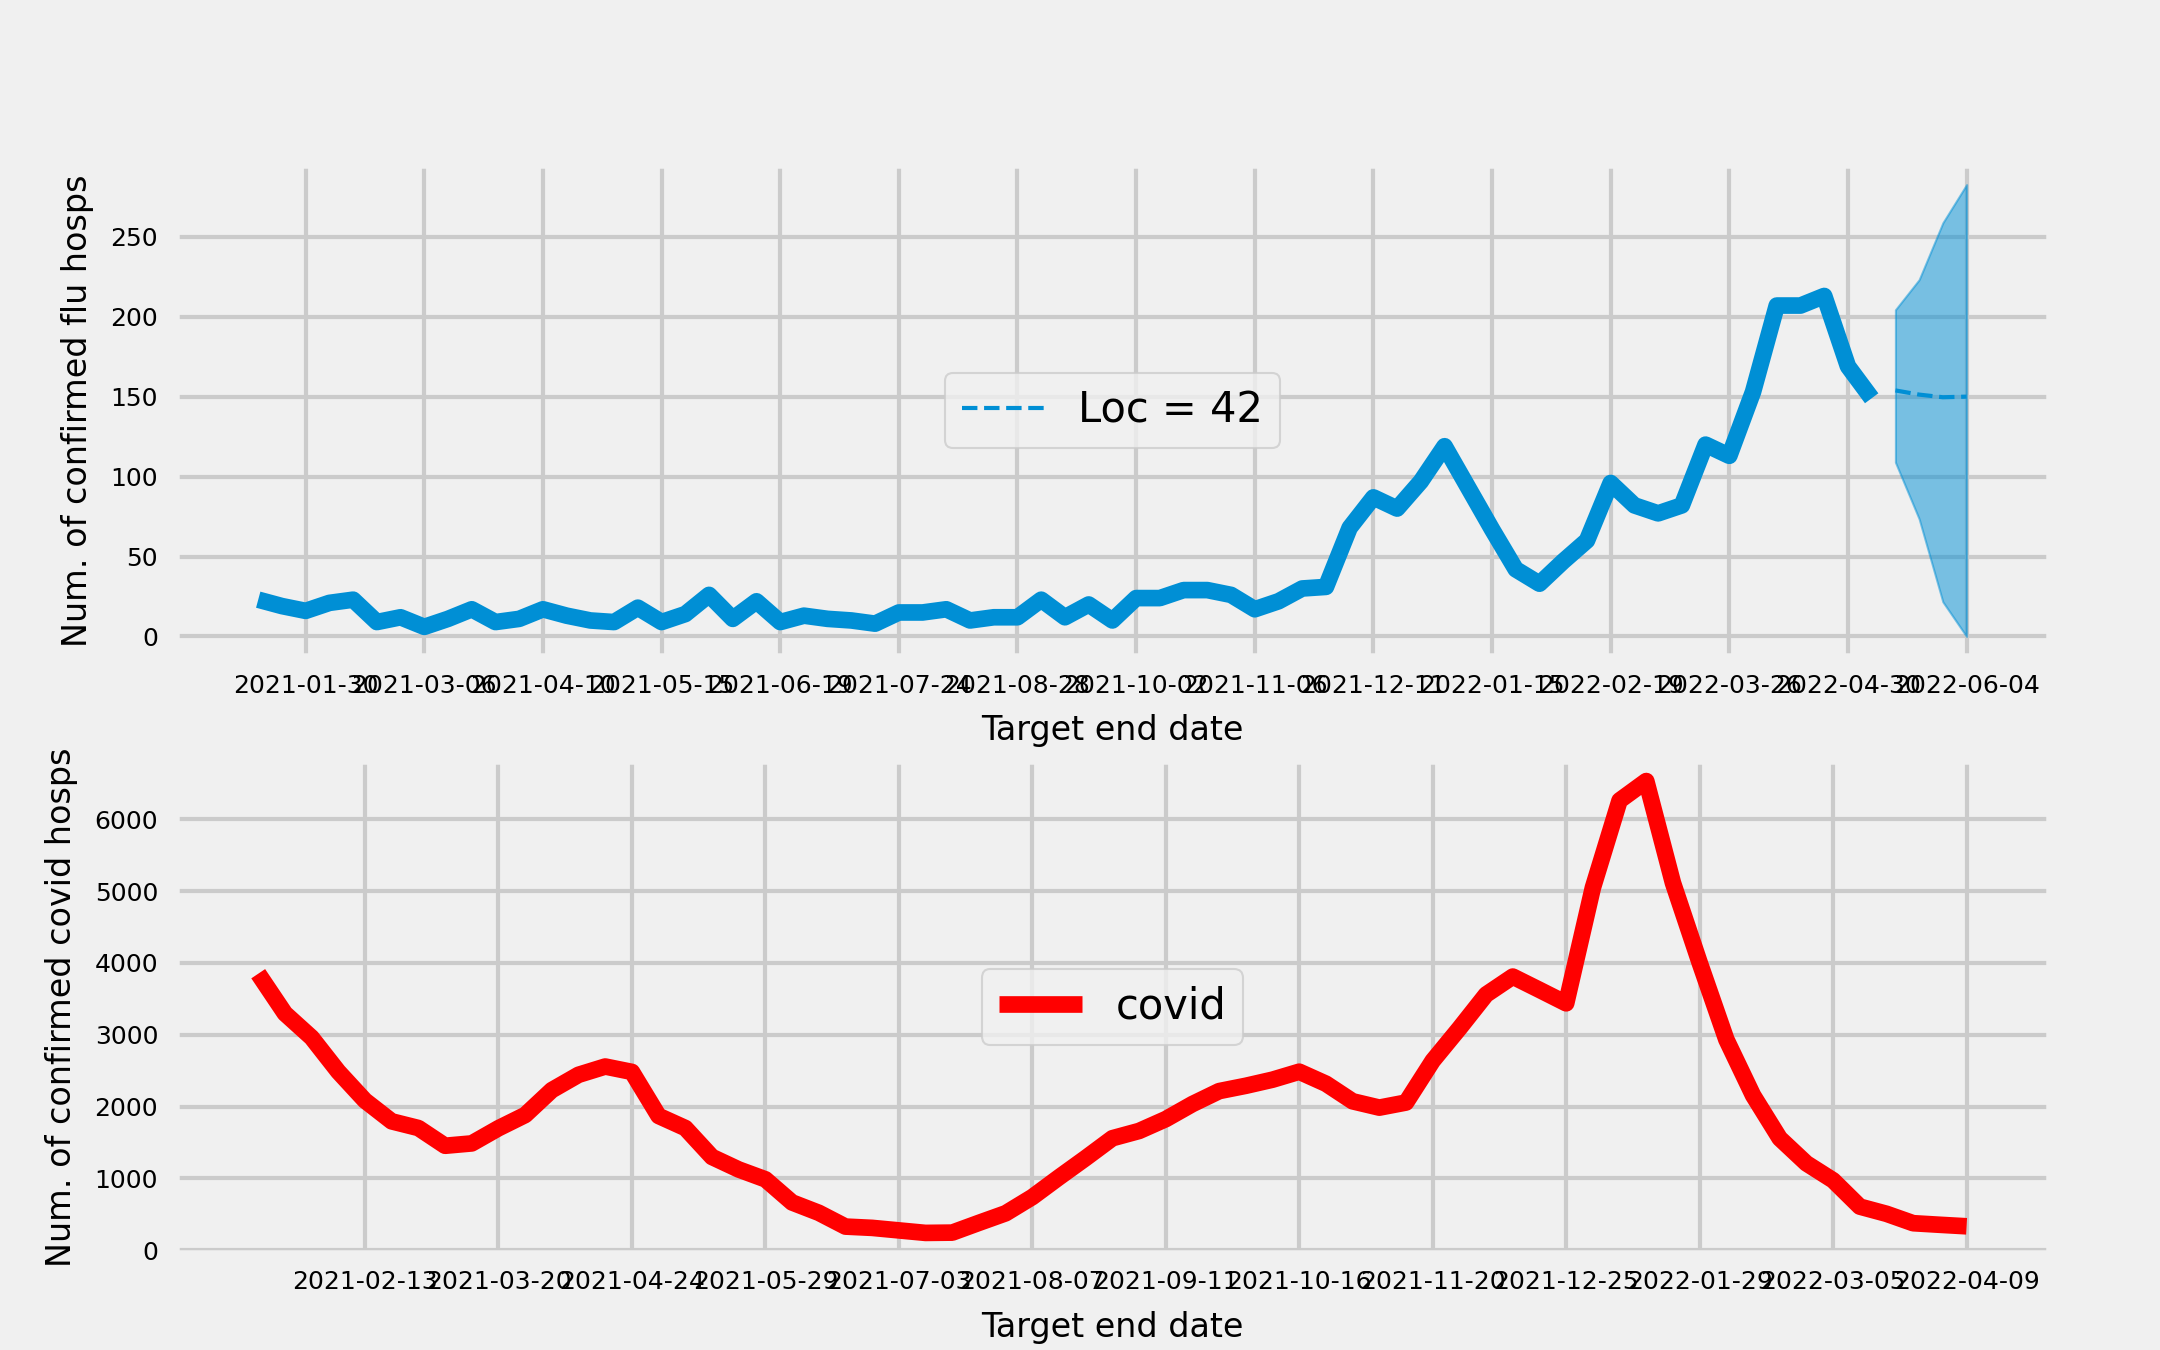 Num. of confirmed flu hosps
250
200
150
100
50
0
Loc = 42
2021-01-30 2021-03-06 2021-04-10 2021-05-15 2021-06-19 2021-07-24 2021-08-28 2021-10-02 2021-11-06 2021-12-11 2022-01-15 2022-02-19 2022-03-26 2022-04-30 2022-06-04
Target end date
Num. of confirmed covid hosps
6000
5000
4000
3000
2000
1000
0
covid
2021-02-13 2021-03-20 2021-04-24 2021-05-29 2021-07-03 2021-08-07 2021-09-11 2021-10-16 2021-11-20 2021-12-25 2022-01-29 2022-03-05 2022-04-09
Target end date